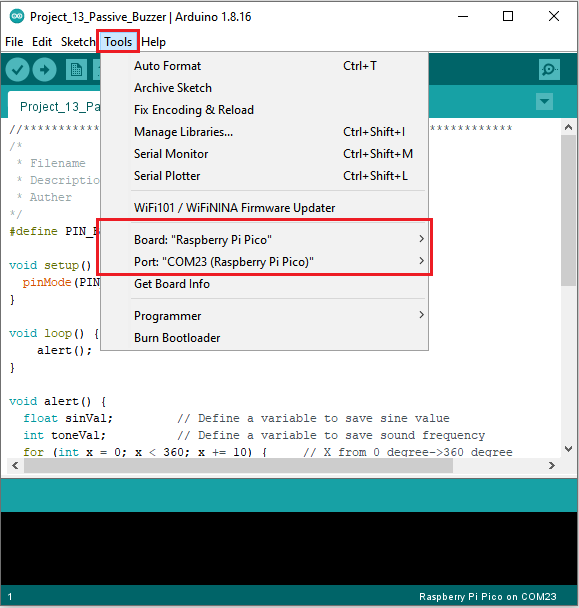 Project_13_Passive_Buzzer | Arduino 1.8.16
File Edit Sketch Tools Help
Auto Format Ctrl+T
Archive Sketch
Fix Encoding & Reload
Manage Libraries... Ctrl+Shift+I
Serial Monitor Ctrl+Shift+M
Serial Plotter Ctrl+Shift+L
WiFi101 / WiFiNINA Firmware Updater
Board: "Raspberry Pi Pico"
Port: "COM23 (Raspberry Pi Pico)"
Get Board Info
Programmer
Burn Bootloader
Project_13_Pa
//*********** ***********
/*
* Filename
* Descriptio
* Auther
*/
#define PIN_B
void setup()
pinMode(PIN
}
void loop() {
alert();
}
void alert() {
float sinVal; // Define a variable to save sine value
int toneVal; // Define a variable to save sound frequency
for (int x = 0; x < 360; x += 10) { // X from 0 degree->360 degree
1 Raspberry Pi Pico on COM23